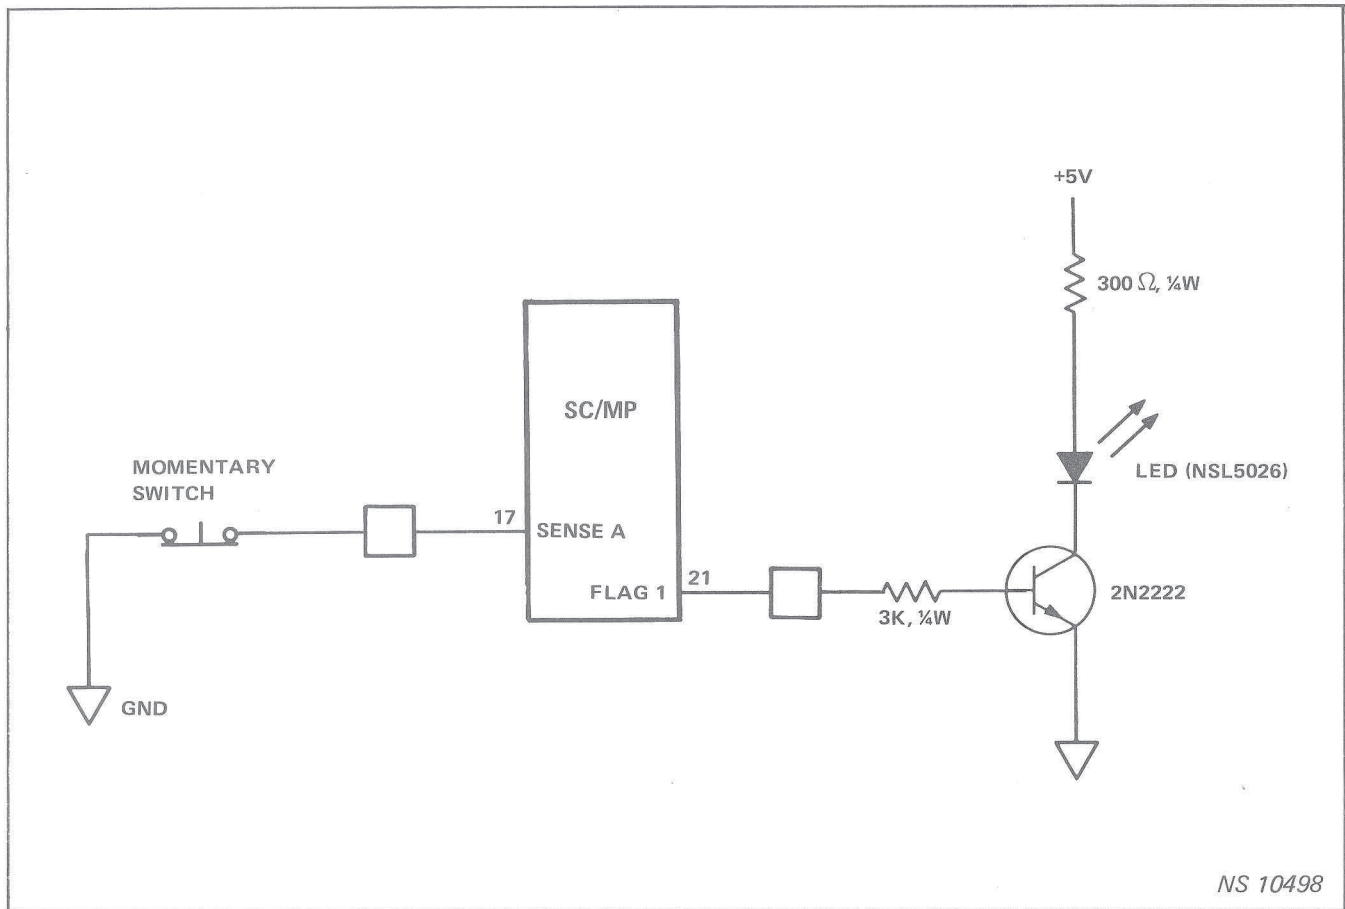 +5V
300 Ω, ¼W
SC/MP
LED (NSL5026)
MOMENTARY
SWITCH
17
SENSE A
21
FLAG 1
2N2222
3K, ¼W
GND
NS 10498